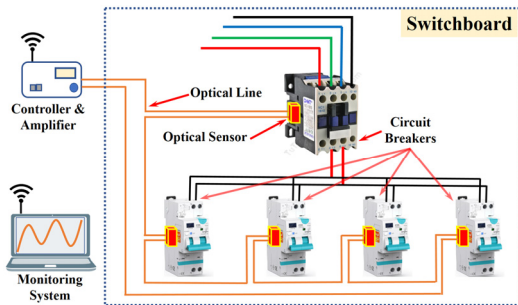 Switchboard
Controller &
Amplifier
Optical Line
Optical Sensor
Circuit
Breakers
Monitoring
System